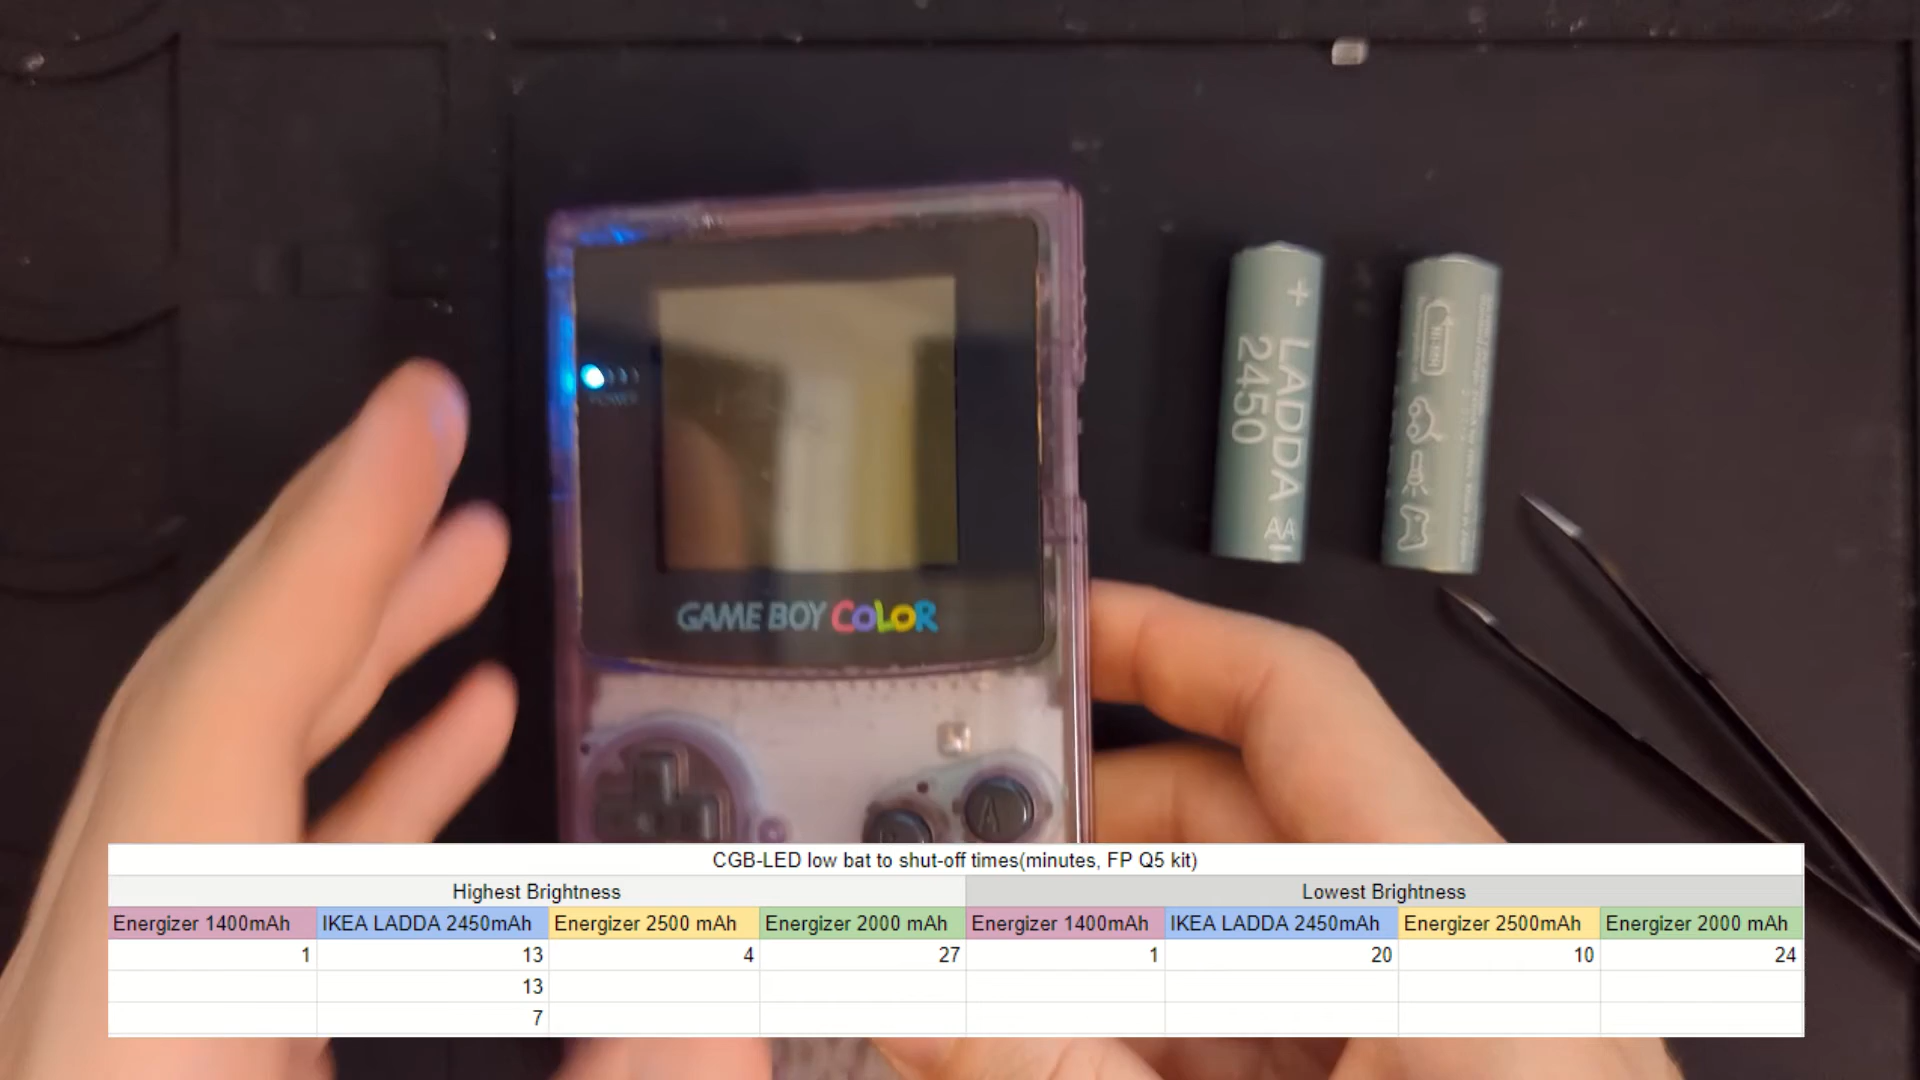 POWER
GAME BOY COLOR
+
LADDA
2450
AA
A
CGB-LED low bat to shut-off times(minutes, FP Q5 kit)
Highest Brightness Lowest Brightness
Energizer 1400mAh IKEA LADDA 2450mAh Energizer 2500 mAh Energizer 2000 mAh Energizer 1400mAh IKEA LADDA 2450mAh Energizer 2500mAh Energizer 2000 mAh
1 13 4 27 1 20 10 24
13
7